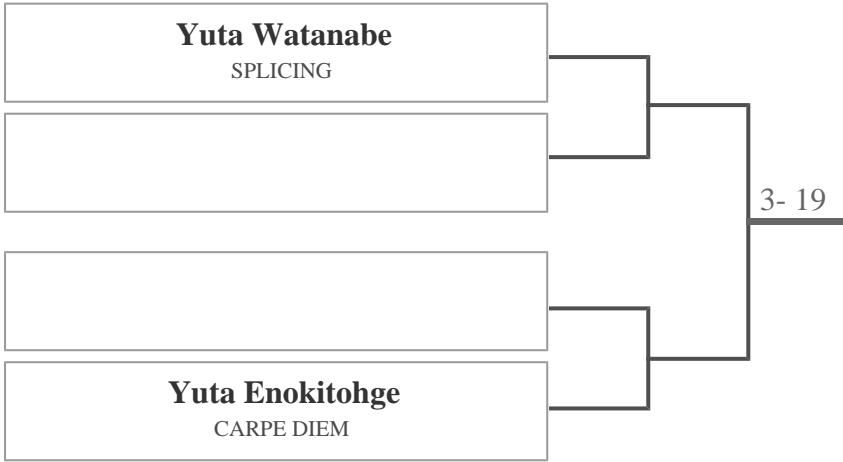 Yuta Watanabe
SPLICING
3- 19
Yuta Enokitohge
CARPE DIEM